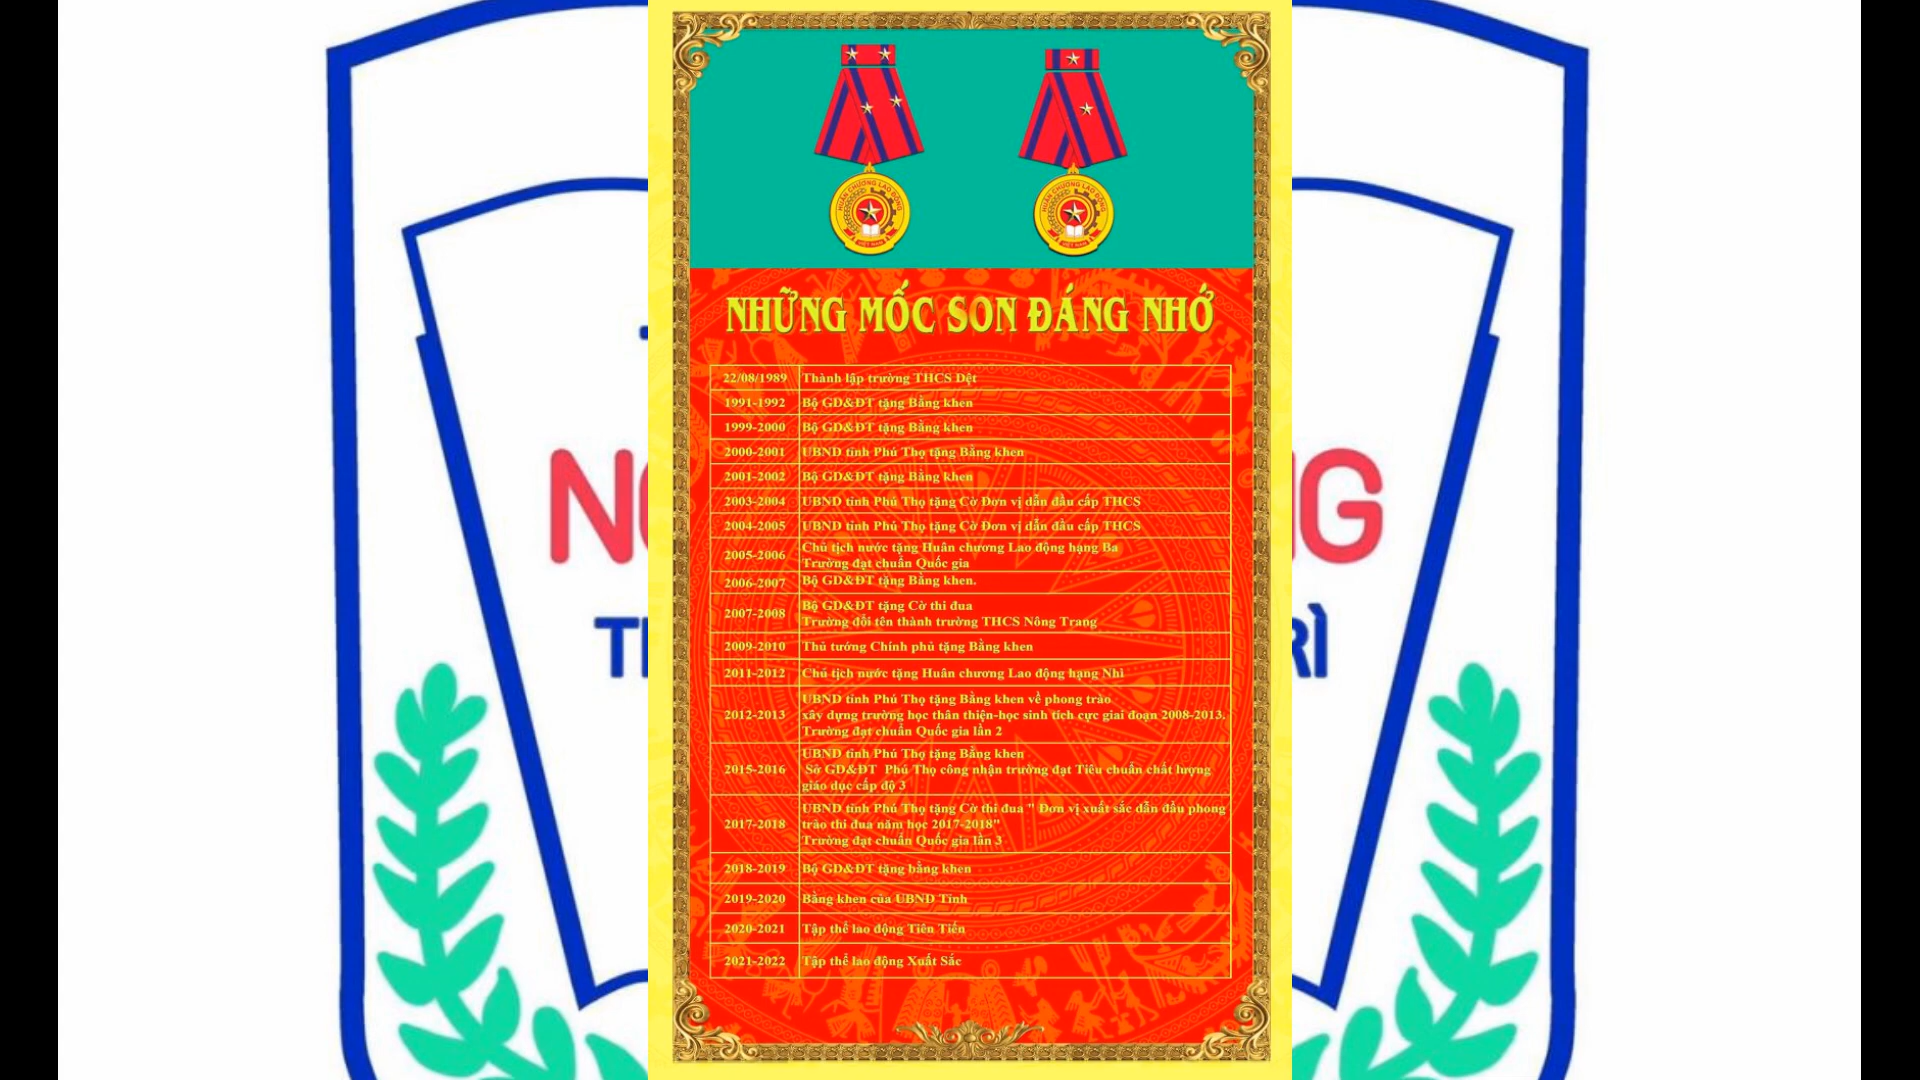 HUÂN CHƯƠNG LAO ĐỘNG
VIỆT NAM
HUÂN CHƯƠNG LAO ĐỘNG
VIỆT NAM
NHỮNG MỐC SON ĐÁNG NHỚ
22/08/1989 Thành lập trường THCS Dệt
1991-1992 Bộ GD&ĐT tặng Bằng khen
1999-2000 Bộ GD&ĐT tặng Bằng khen
2000-2001 UBND tỉnh Phú Thọ tặng Bằng khen
2001-2002 Bộ GD&ĐT tặng Bằng khen
2003-2004 UBND tỉnh Phú Thọ tặng Cờ Đơn vị dẫn đầu cấp THCS
2004-2005 UBND tỉnh Phú Thọ tặng Cờ Đơn vị dẫn đầu cấp THCS
2005-2006 Chủ tịch nước tặng Huân chương Lao động hạng Ba
Trường đạt chuẩn Quốc gia
2006-2007 Bộ GD&ĐT tặng Bằng khen.
2007-2008 Bộ GD&ĐT tặng Cờ thi đua
Trường đổi tên thành trường THCS Nông Trang
2009-2010 Thủ tướng Chính phủ tặng Bằng khen
2011-2012 Chủ tịch nước tặng Huân chương Lao động hạng Nhì
2012-2013 UBND tỉnh Phú Thọ tặng Bằng khen về phong trào
xây dựng trường học thân thiện-học sinh tích cực giai đoạn 2008-2013.
Trường đạt chuẩn Quốc gia lần 2
2015-2016 UBND tỉnh Phú Thọ tặng Bằng khen
Sở GD&ĐT Phú Thọ công nhận trường đạt Tiêu chuẩn chất lượng
giáo dục cấp độ 3
2017-2018 UBND tỉnh Phú Thọ tặng Cờ thi đua " Đơn vị xuất sắc dẫn đầu phong
trào thi đua năm học 2017-2018"
Trường đạt chuẩn Quốc gia lần 3
2018-2019 Bộ GD&ĐT tặng bằng khen
2019-2020 Bằng khen của UBND Tỉnh
2020-2021 Tập thể lao động Tiên Tiến
2021-2022 Tập thể lao động Xuất Sắc